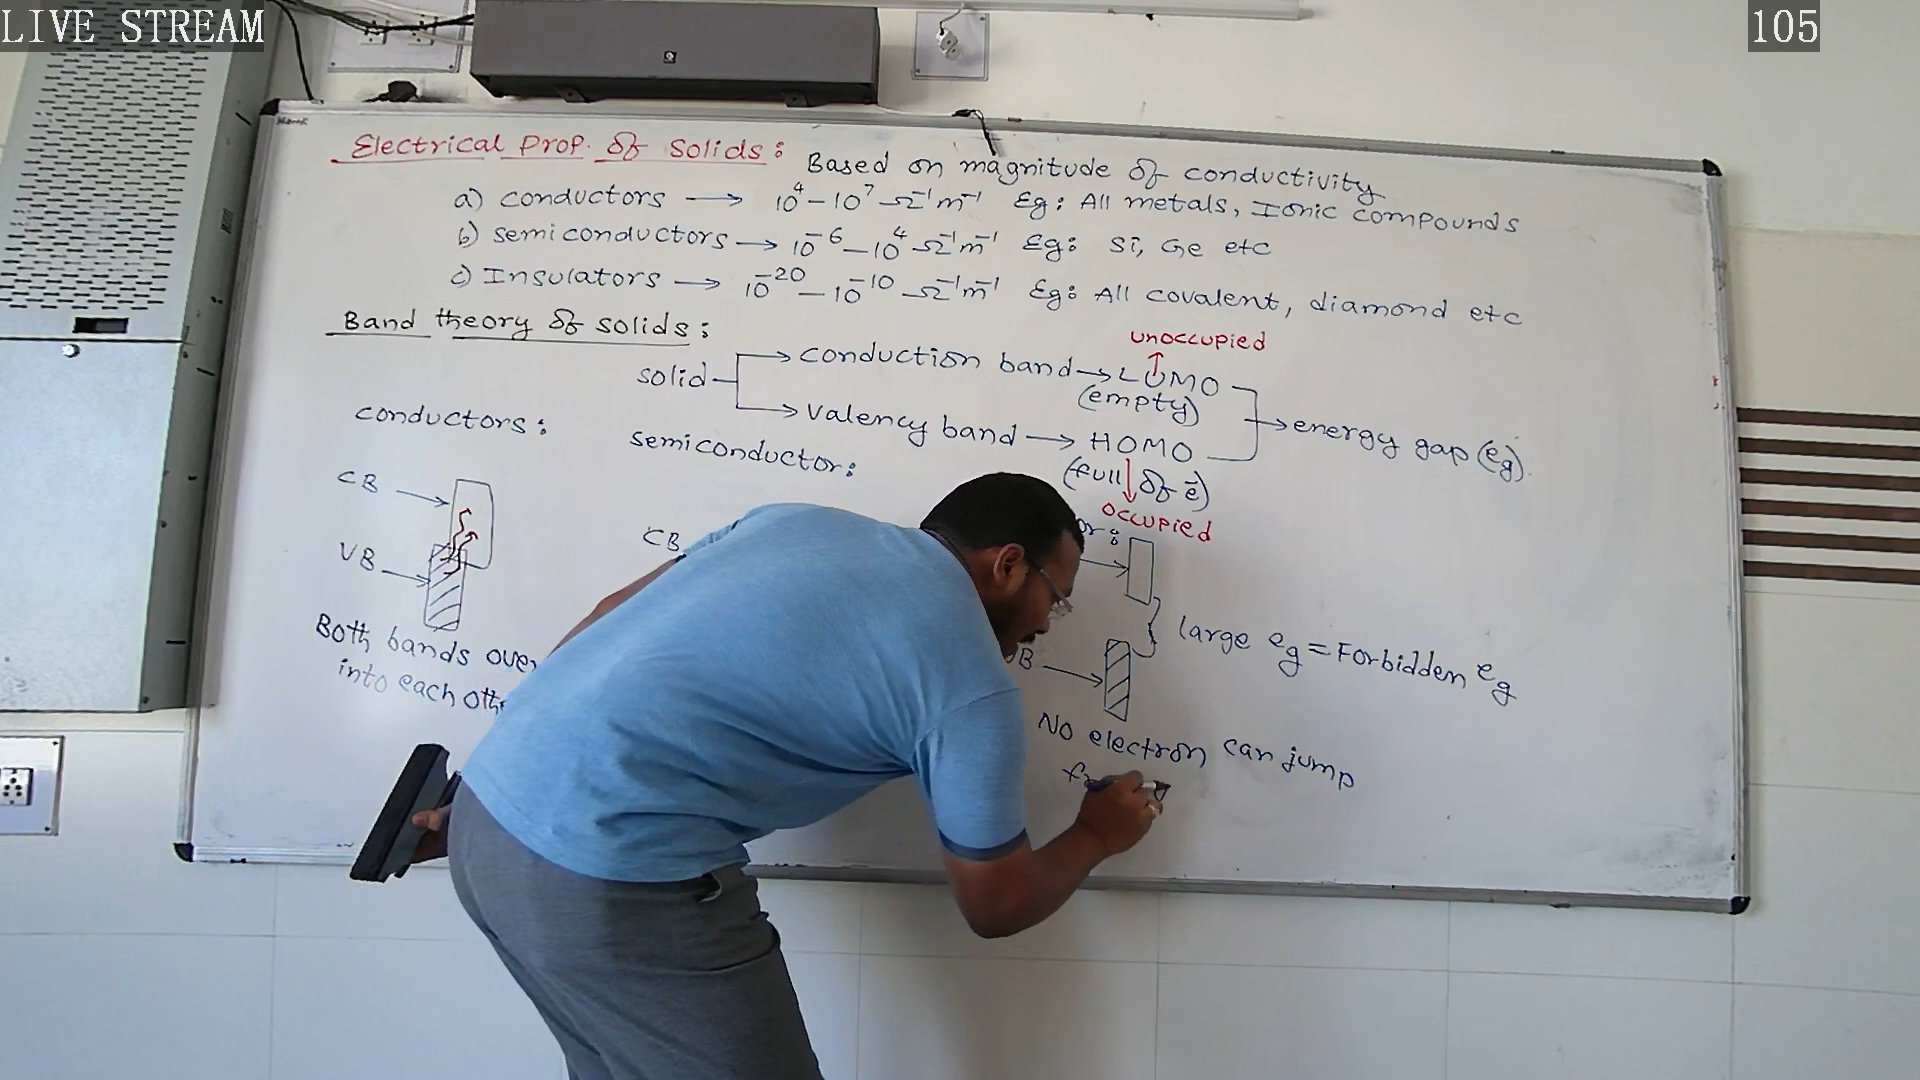 LIVE STREAM
105
Electrical Prop. of solids: Based on magnitude of conductivity
a) conductors → 10⁴ – 10⁷ Ω⁻¹m⁻¹ Eg: All metals, Ionic compounds
b) semiconductors → 10⁻⁶ – 10⁴ Ω⁻¹m⁻¹ Eg: Si, Ge etc
c) Insulators → 10⁻²⁰ – 10⁻¹⁰ Ω⁻¹m⁻¹ Eg: All covalent, diamond etc
Band theory of solids:
unoccupied
solid → conduction band → LUMO
(empty)
→ valency band → HOMO
→ energy gap (eg).
(full of ē)
occupied
conductors:
CB
VB
Both bands over
into each oth
semiconductor:
CB
or:
B
large eg = Forbidden eg
No electron can jump